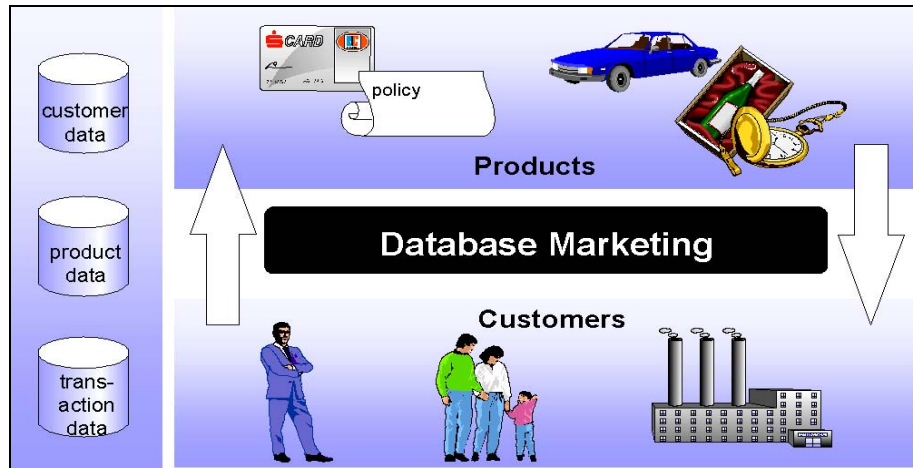 customer
data
product
data
trans-
action
data
S CARD
policy
Products
Database Marketing
Customers